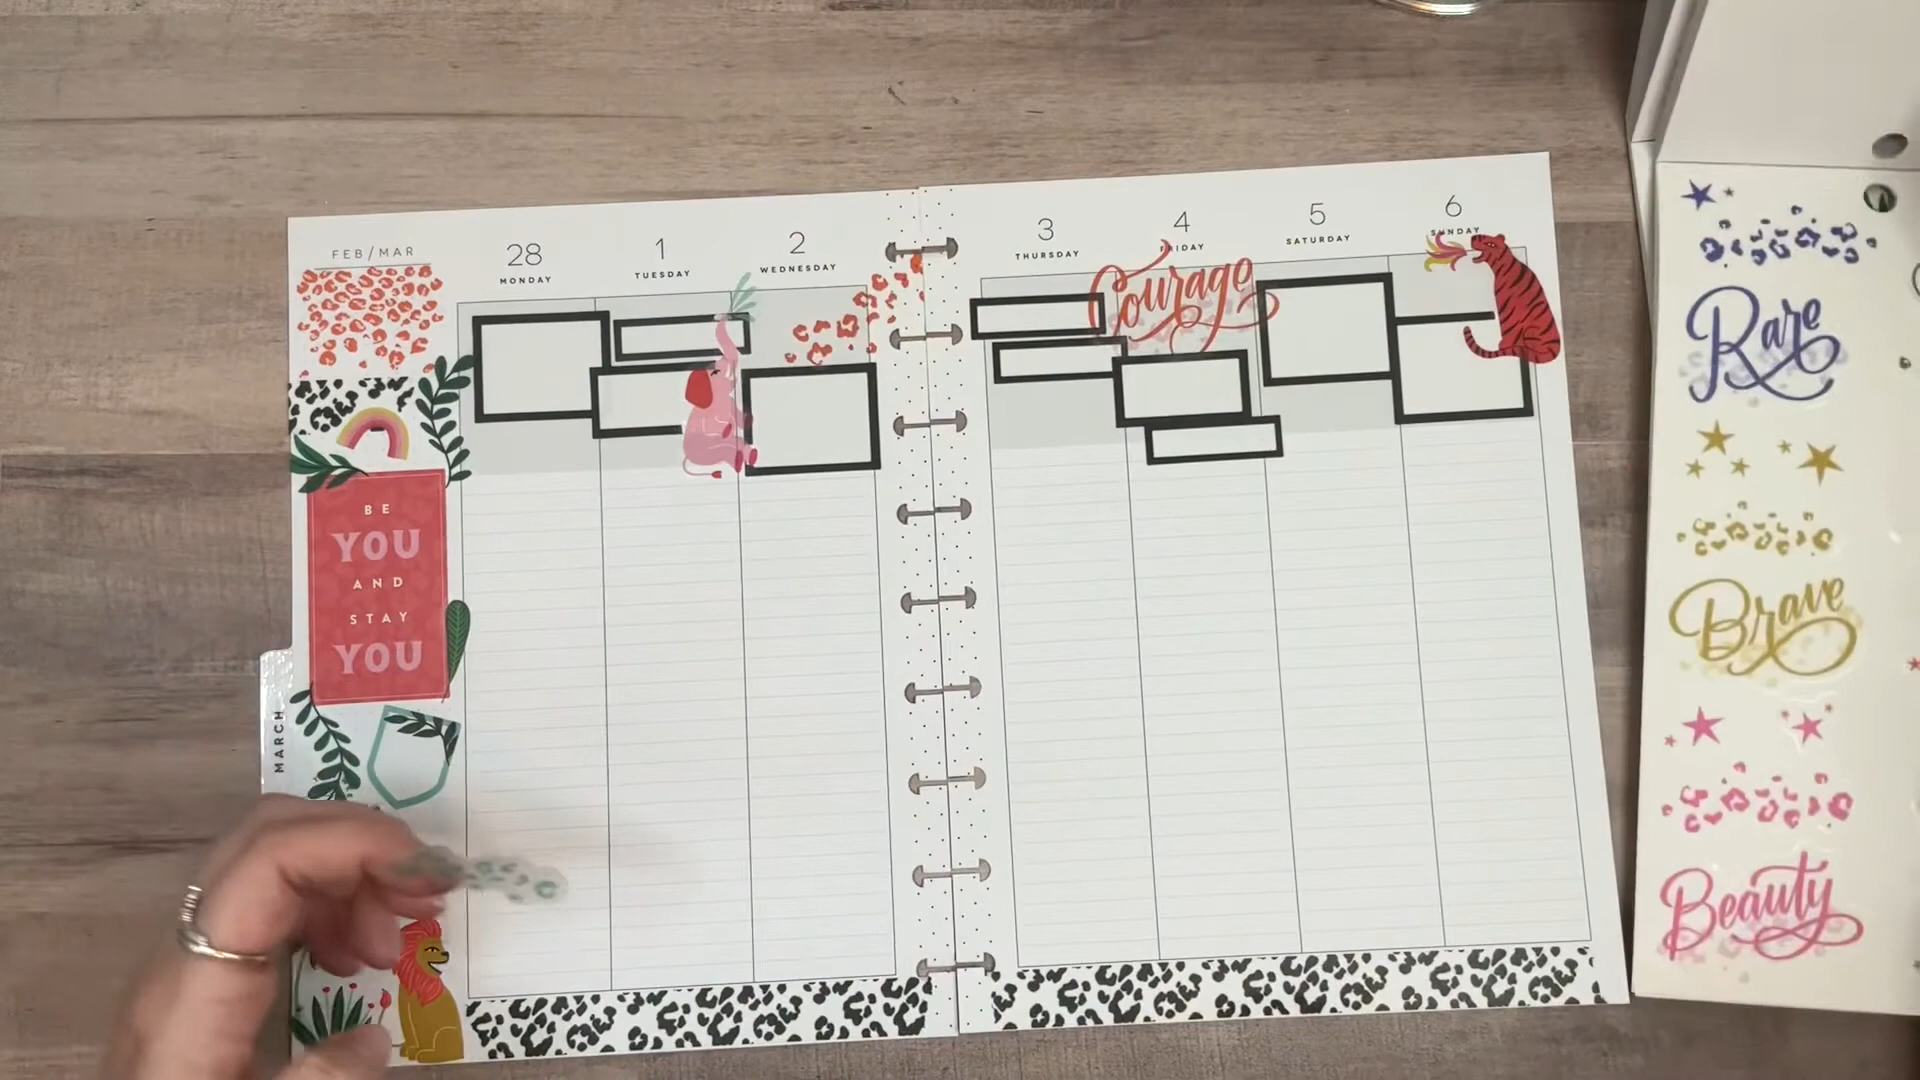 FEB/MAR
28
MONDAY
1
TUESDAY
2
WEDNESDAY
3
THURSDAY
4
FRIDAY
5
SATURDAY
6
SUNDAY
Courage
BE
YOU
AND
STAY
YOU
MARCH
Rare
Brave
Beauty